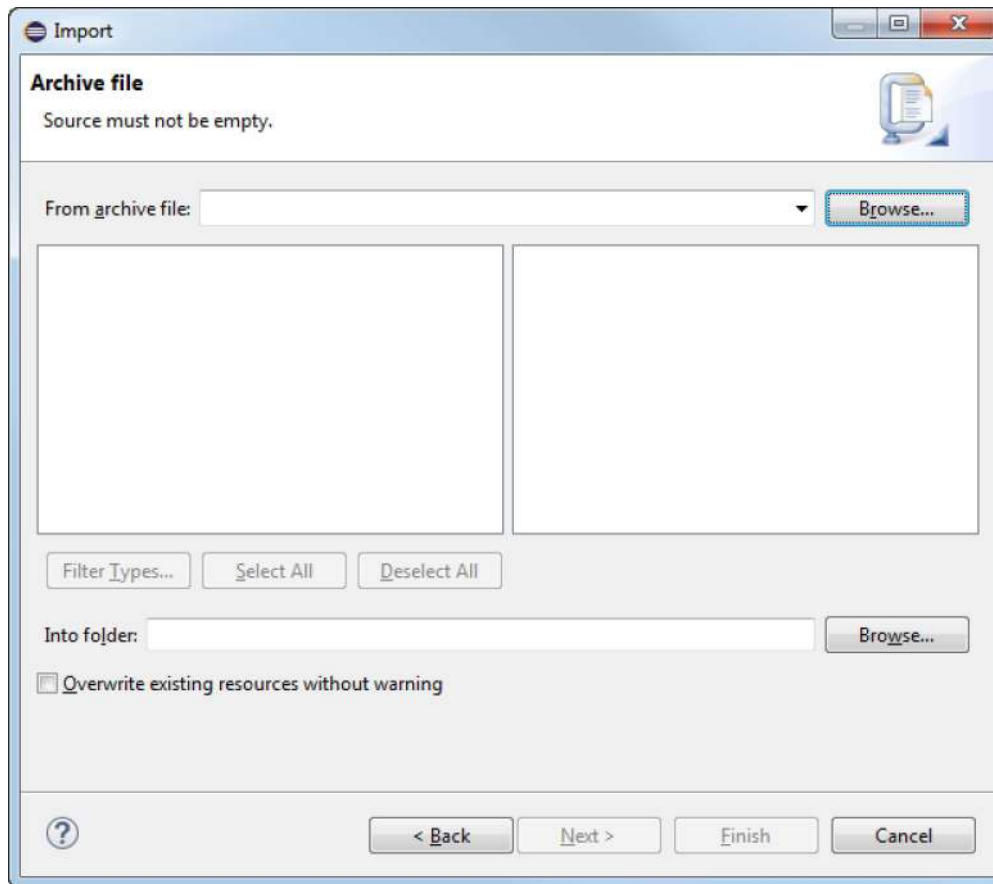 Import
Archive file
Source must not be empty.
From archive file:
Browse...
Filter Types...
Select All
Deselect All
Into folder:
Browse...
Overwrite existing resources without warning
?
< Back
Next >
Finish
Cancel